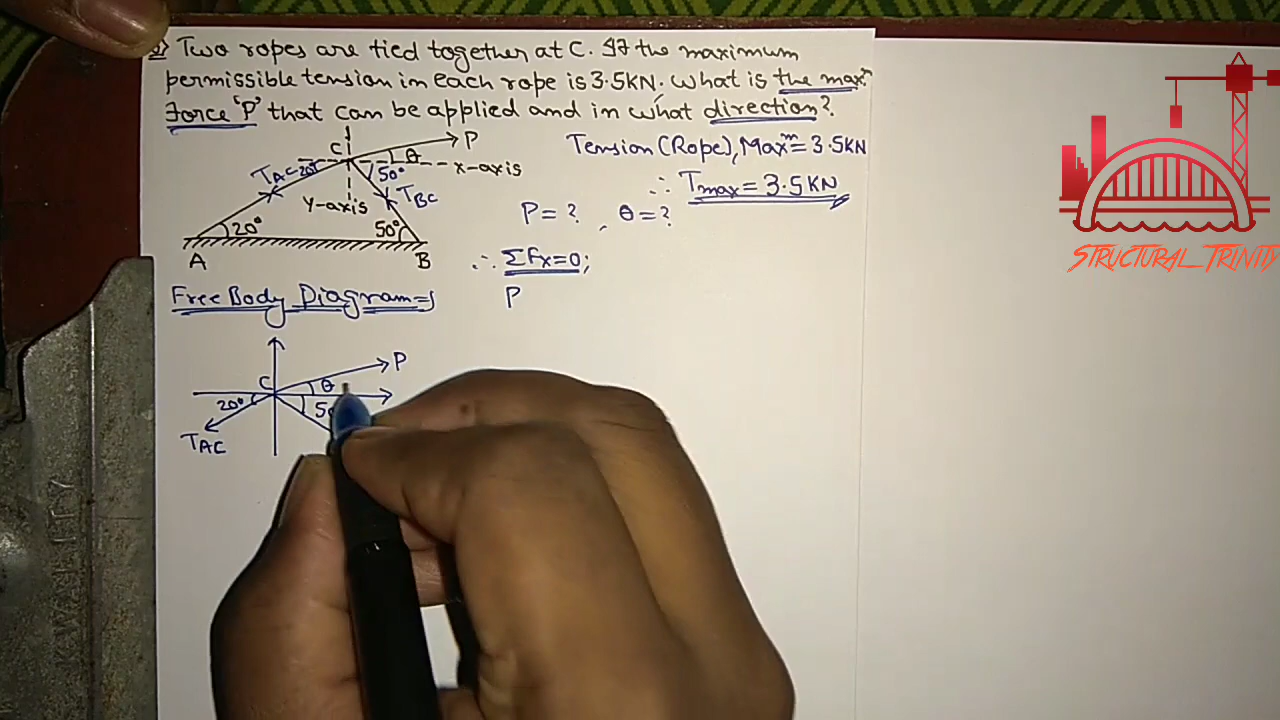 Q) Two ropes are tied together at C. If the maximum
permissible tension in each rope is 3.5KN. What is the maxm
Force 'P' that can be applied and in what direction?
Tension (Rope), Maxm = 3.5KN
∴ Tmax = 3.5KN
P = ? , θ = ?
C
P
θ
x-axis
TAC
20°
50°
TBC
Y-axis
20°
50°
A
B
∴ ΣFx=0;
P
Free Body Diagram⇒
C
P
θ
20°
TAC
STRUCTURAL_TRINITY
KWALITY